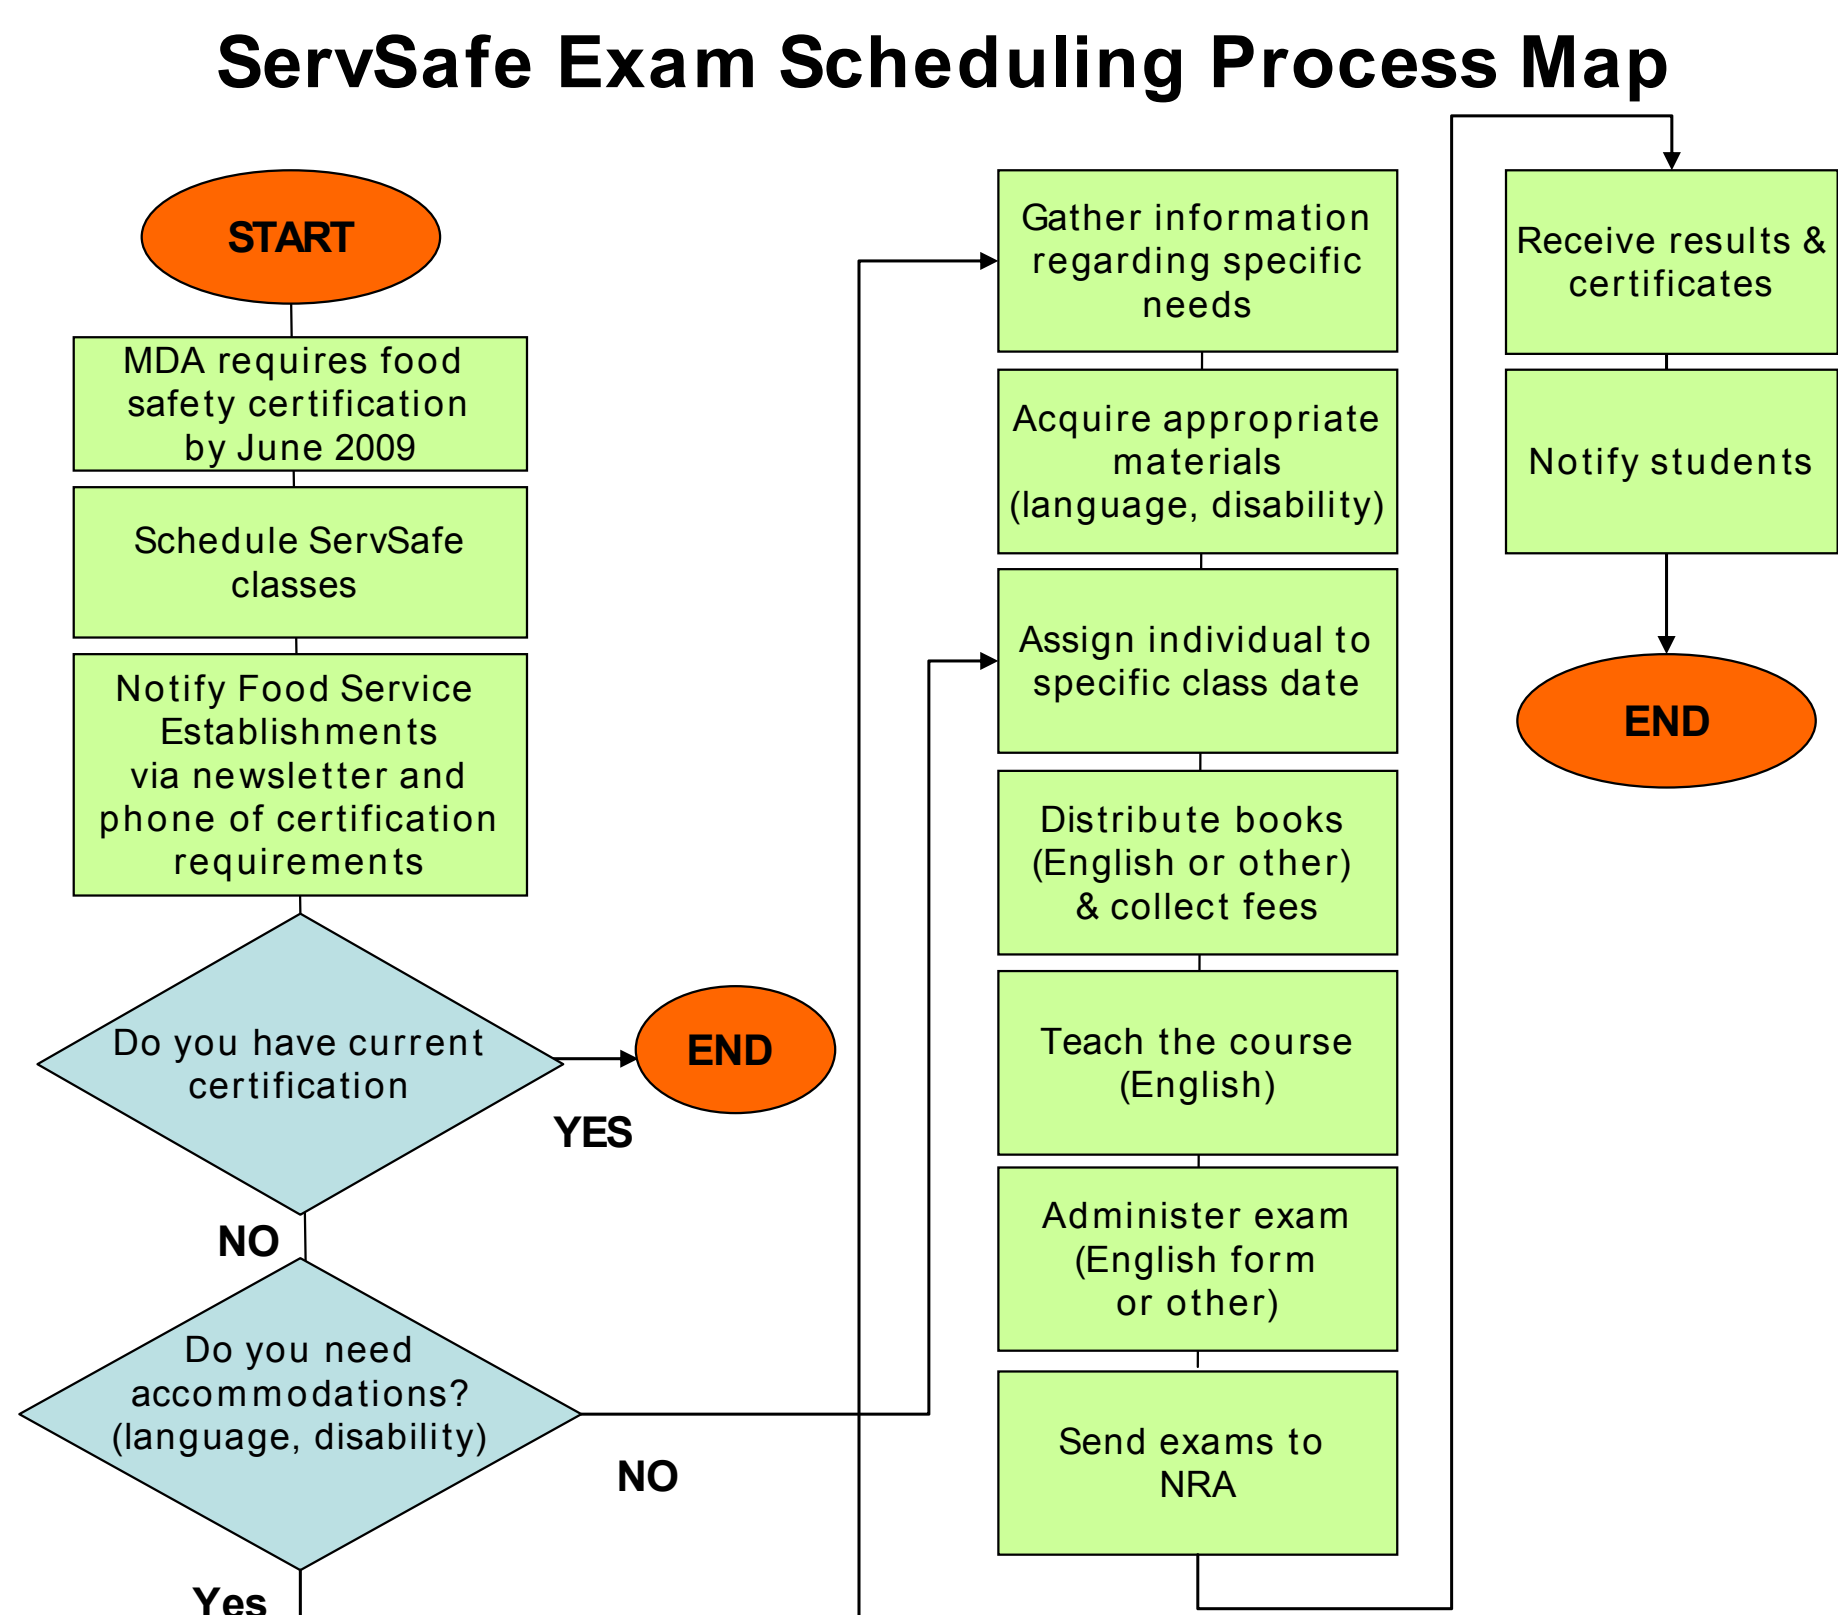 ServSafe Exam Scheduling Process Map
START
MDA requires food
safety certification
by June 2009
Schedule ServSafe
classes
Notify Food Service
Establishments
via newsletter and
phone of certification
requirements
Do you have current
certification
YES
END
NO
Do you need
accommodations?
(language, disability)
NO
Yes
Gather information
regarding specific
needs
Acquire appropriate
materials
(language, disability)
Assign individual to
specific class date
Distribute books
(English or other)
& collect fees
Teach the course
(English)
Administer exam
(English form
or other)
Send exams to
NRA
Receive results &
certificates
Notify students
END